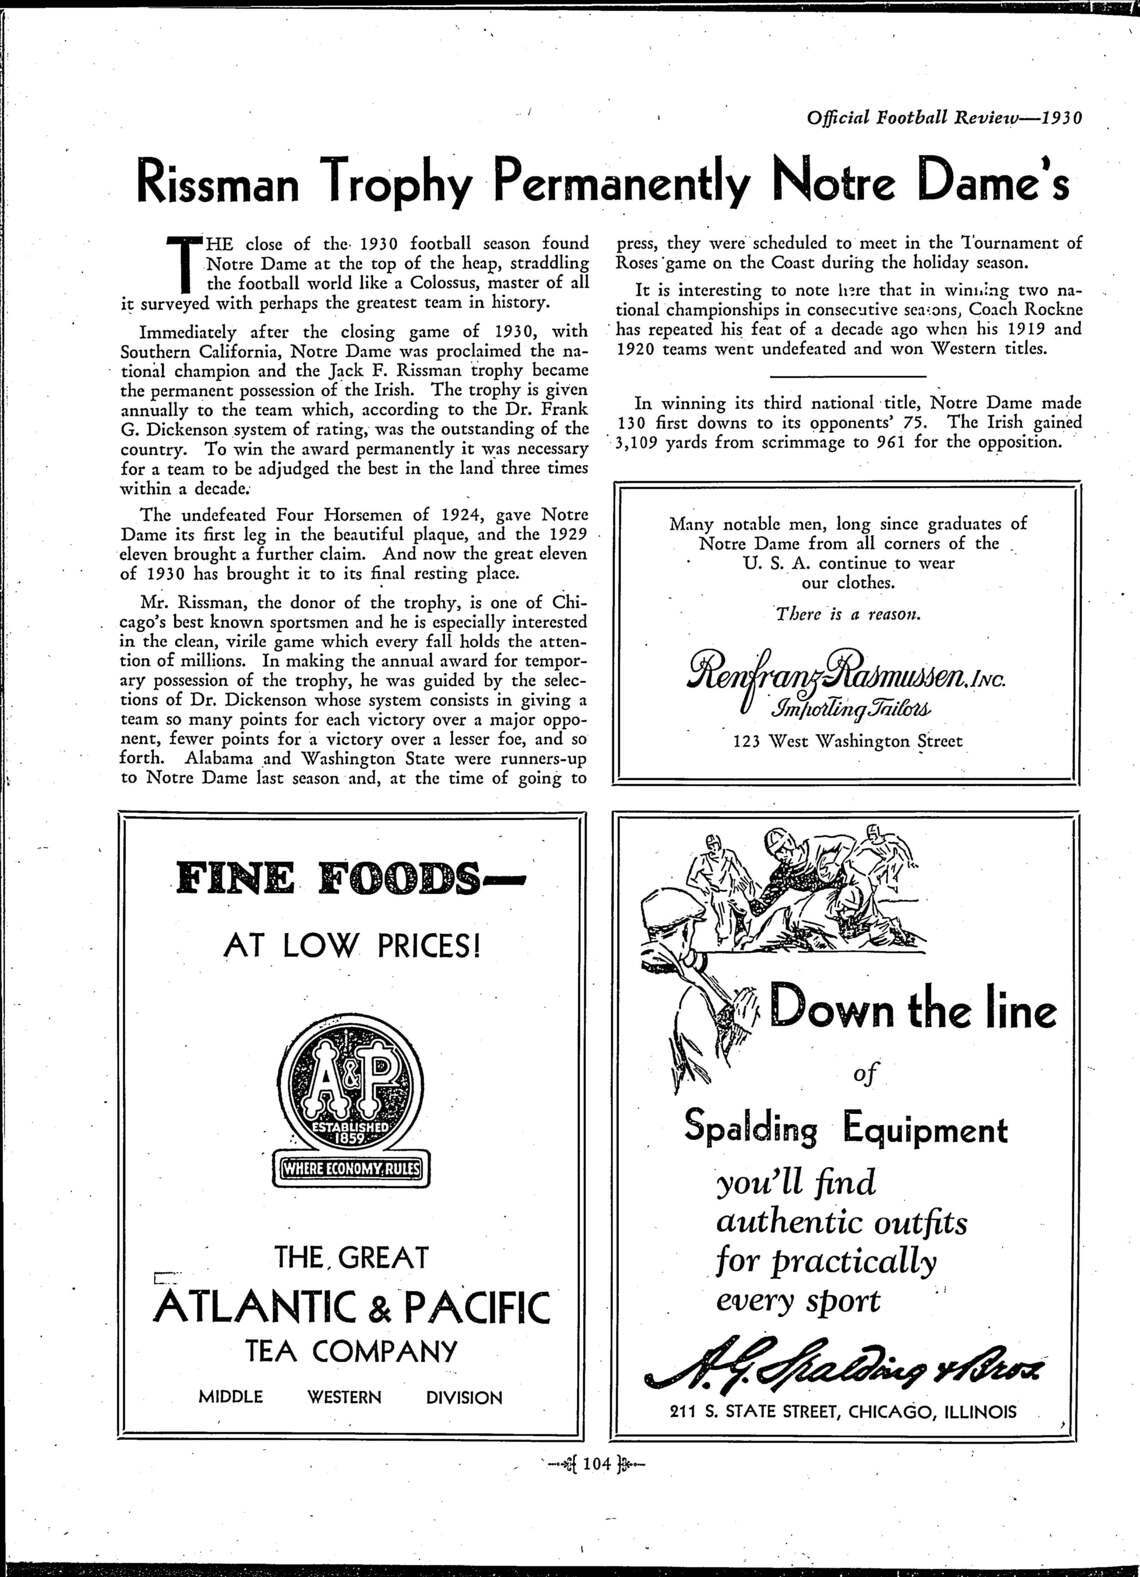 Official Football Review—1930
Rissman Trophy Permanently Notre Dame's
THE close of the 1930 football season found
Notre Dame at the top of the heap, straddling
the football world like a Colossus, master of all
it surveyed with perhaps the greatest team in history.
Immediately after the closing game of 1930, with
Southern California, Notre Dame was proclaimed the na-
tional champion and the Jack F. Rissman trophy became
the permanent possession of the Irish. The trophy is given
annually to the team which, according to the Dr. Frank
G. Dickenson system of rating, was the outstanding of the
country. To win the award permanently it was necessary
for a team to be adjudged the best in the land three times
within a decade.
The undefeated Four Horsemen of 1924, gave Notre
Dame its first leg in the beautiful plaque, and the 1929
eleven brought a further claim. And now the great eleven
of 1930 has brought it to its final resting place.
Mr. Rissman, the donor of the trophy, is one of Chi-
cago's best known sportsmen and he is especially interested
in the clean, virile game which every fall holds the atten-
tion of millions. In making the annual award for tempor-
ary possession of the trophy, he was guided by the selec-
tions of Dr. Dickenson whose system consists in giving a
team so many points for each victory over a major oppo-
nent, fewer points for a victory over a lesser foe, and so
forth. Alabama and Washington State were runners-up
to Notre Dame last season and, at the time of going to
press, they were scheduled to meet in the Tournament of
Roses game on the Coast during the holiday season.
It is interesting to note here that in winning two na-
tional championships in consecutive seasons, Coach Rockne
has repeated his feat of a decade ago when his 1919 and
1920 teams went undefeated and won Western titles.
In winning its third national title, Notre Dame made
130 first downs to its opponents' 75. The Irish gained
3,109 yards from scrimmage to 961 for the opposition.
Many notable men, long since graduates of
Notre Dame from all corners of the
U. S. A. continue to wear
our clothes.
There is a reason.
Renfranz-Rasmussen, INC.
Importing Tailors
123 West Washington Street
FINE FOODS—
AT LOW PRICES!
A&P
ESTABLISHED
1859
WHERE ECONOMY RULES
THE GREAT
ATLANTIC & PACIFIC
TEA COMPANY
MIDDLE WESTERN DIVISION
Down the line
of
Spalding Equipment
you'll find
authentic outfits
for practically
every sport
A. G. Spalding & Bros.
211 S. STATE STREET, CHICAGO, ILLINOIS
104